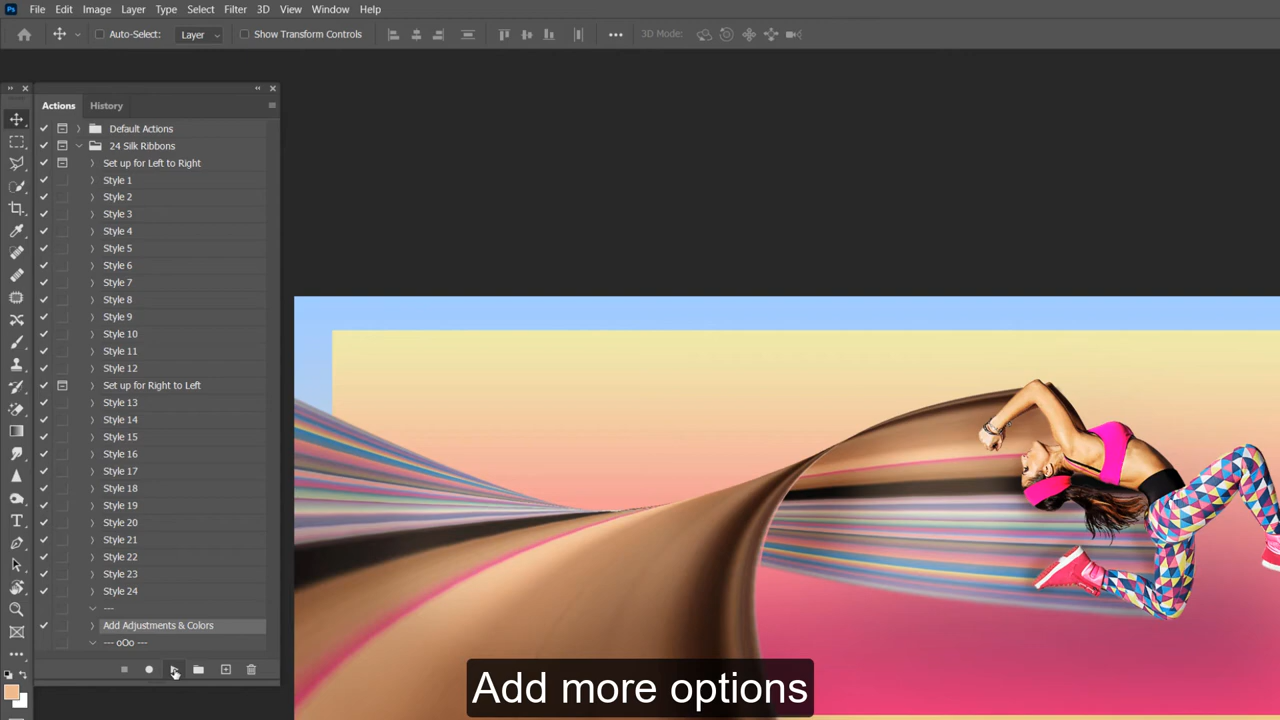 Ps File Edit Image Layer Type Select Filter 3D View Window Help
Auto-Select: Layer Show Transform Controls 3D Mode:
Actions History
Default Actions
24 Silk Ribbons
Set up for Left to Right
Style 1
Style 2
Style 3
Style 4
Style 5
Style 6
Style 7
Style 8
Style 9
Style 10
Style 11
Style 12
Set up for Right to Left
Style 13
Style 14
Style 15
Style 16
Style 17
Style 18
Style 19
Style 20
Style 21
Style 22
Style 23
Style 24
---
Add Adjustments & Colors
--- oOo ---
Add more options